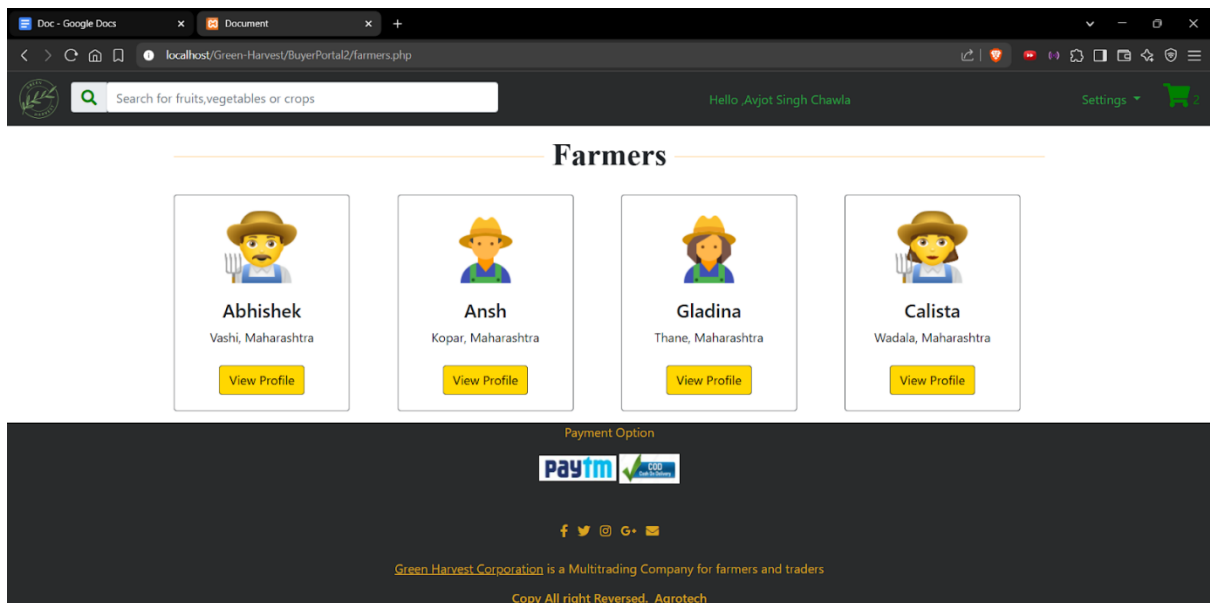 Doc - Google Docs
Document
localhost/Green-Harvest/BuyerPortal2/farmers.php
Search for fruits,vegetables or crops
Hello ,Avjot Singh Chawla
Settings
2
Farmers
Abhishek
Vashi, Maharashtra
View Profile
Ansh
Kopar, Maharashtra
View Profile
Gladina
Thane, Maharashtra
View Profile
Calista
Wadala, Maharashtra
View Profile
Payment Option
paytm
COD
Cash On Delivery
Green Harvest Corporation is a Multitrading Company for farmers and traders
Copy All right Reversed, Agrotech